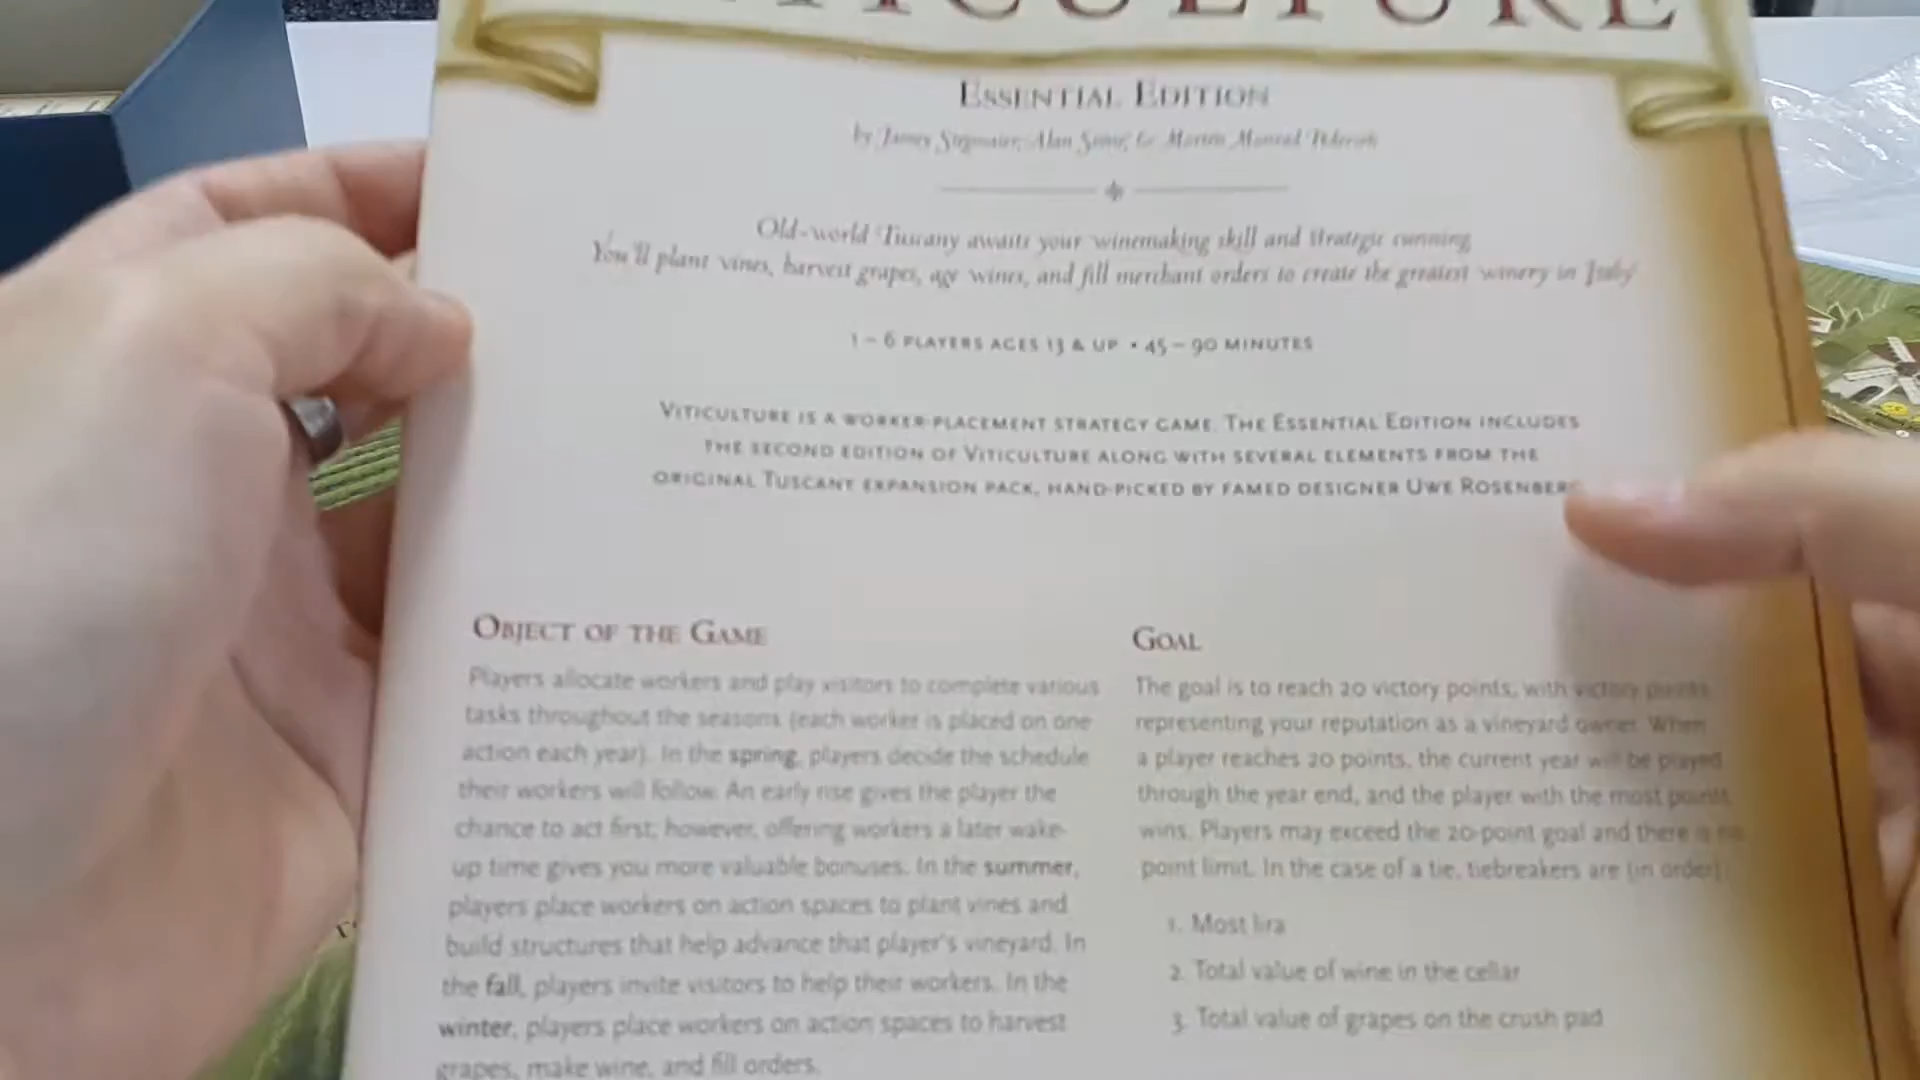 VITICULTURE
ESSENTIAL EDITION
by Jamey Stegmaier, Alan Stone, & Morten Monrad Pedersen
Old-world Tuscany awaits your winemaking skill and strategic cunning
You'll plant vines, harvest grapes, age wines, and fill merchant orders to create the greatest winery in Italy
1 – 6 PLAYERS AGES 13 & UP • 45 – 90 MINUTES
VITICULTURE IS A WORKER-PLACEMENT STRATEGY GAME. THE ESSENTIAL EDITION INCLUDES
THE SECOND EDITION OF VITICULTURE ALONG WITH SEVERAL ELEMENTS FROM THE
ORIGINAL TUSCANY EXPANSION PACK, HAND-PICKED BY FAMED DESIGNER UWE ROSENBERG
OBJECT OF THE GAME
Players allocate workers and play visitors to complete various
tasks throughout the seasons (each worker is placed on one
action each year). In the spring, players decide the schedule
their workers will follow. An early rise gives the player the
chance to act first; however, offering workers a later wake-
up time gives you more valuable bonuses. In the summer,
players place workers on action spaces to plant vines and
build structures that help advance that player's vineyard. In
the fall, players invite visitors to help their workers. In the
winter, players place workers on action spaces to harvest
grapes, make wine, and fill orders.
GOAL
The goal is to reach 20 victory points, with victory points
representing your reputation as a vineyard owner. When
a player reaches 20 points, the current year will be played
through the year end, and the player with the most points
wins. Players may exceed the 20-point goal and there is no
point limit. In the case of a tie, tiebreakers are (in order):
1. Most lira
2. Total value of wine in the cellar
3. Total value of grapes on the crush pad